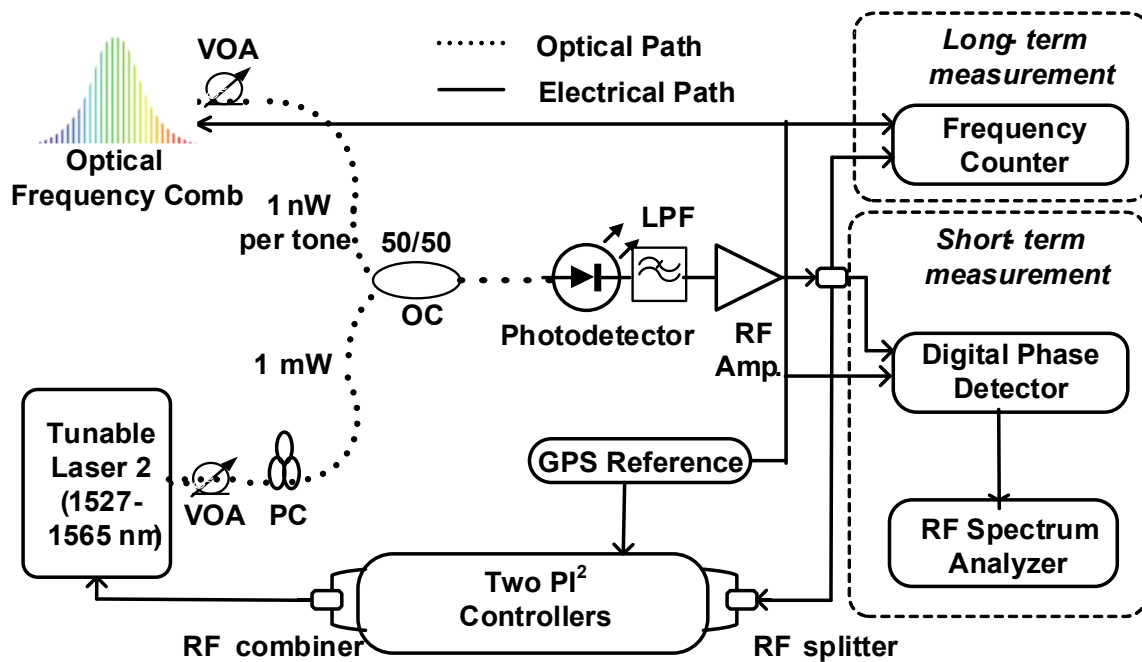 VOA
Optical Path
Electrical Path
Long- term
measurement
Frequency
Counter
Optical
Frequency Comb
1 nW
per tone
50/50
OC
LPF
Photodetector
RF
Amp.
Short- term
measurement
Digital Phase
Detector
1 mW
Tunable
Laser 2
(1527-
1565 nm)
VOA
PC
GPS Reference
RF Spectrum
Analyzer
Two PI²
Controllers
RF combiner
RF splitter